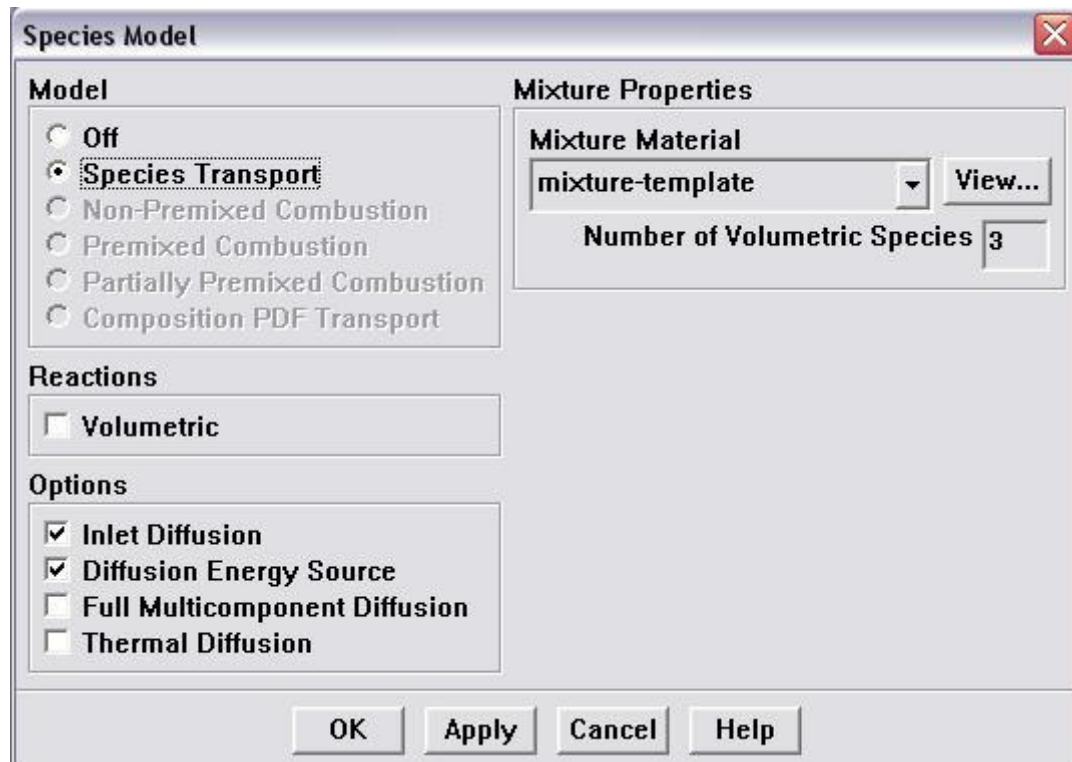 Species Model
Model
Off
Species Transport
Non-Premixed Combustion
Premixed Combustion
Partially Premixed Combustion
Composition PDF Transport
Reactions
Volumetric
Options
Inlet Diffusion
Diffusion Energy Source
Full Multicomponent Diffusion
Thermal Diffusion
Mixture Properties
Mixture Material
mixture-template View...
Number of Volumetric Species 3
OK Apply Cancel Help